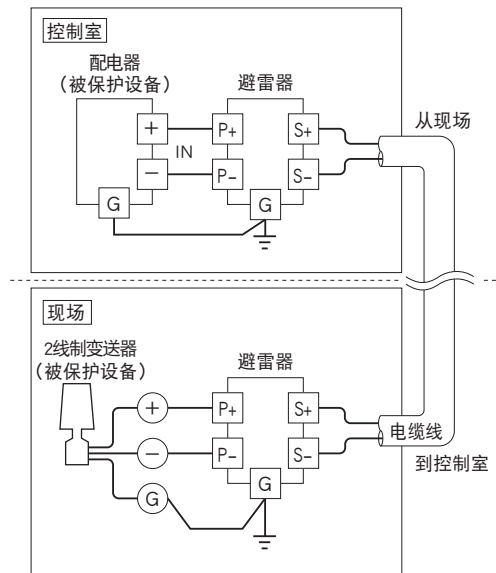 控制室
配电器
（被保护设备）
避雷器
从现场
+
P+
S+
IN
−
P−
S−
G
G
现场
2线制变送器
（被保护设备）
避雷器
+
P+
S+
电缆线
−
P−
S−
到控制室
G
G